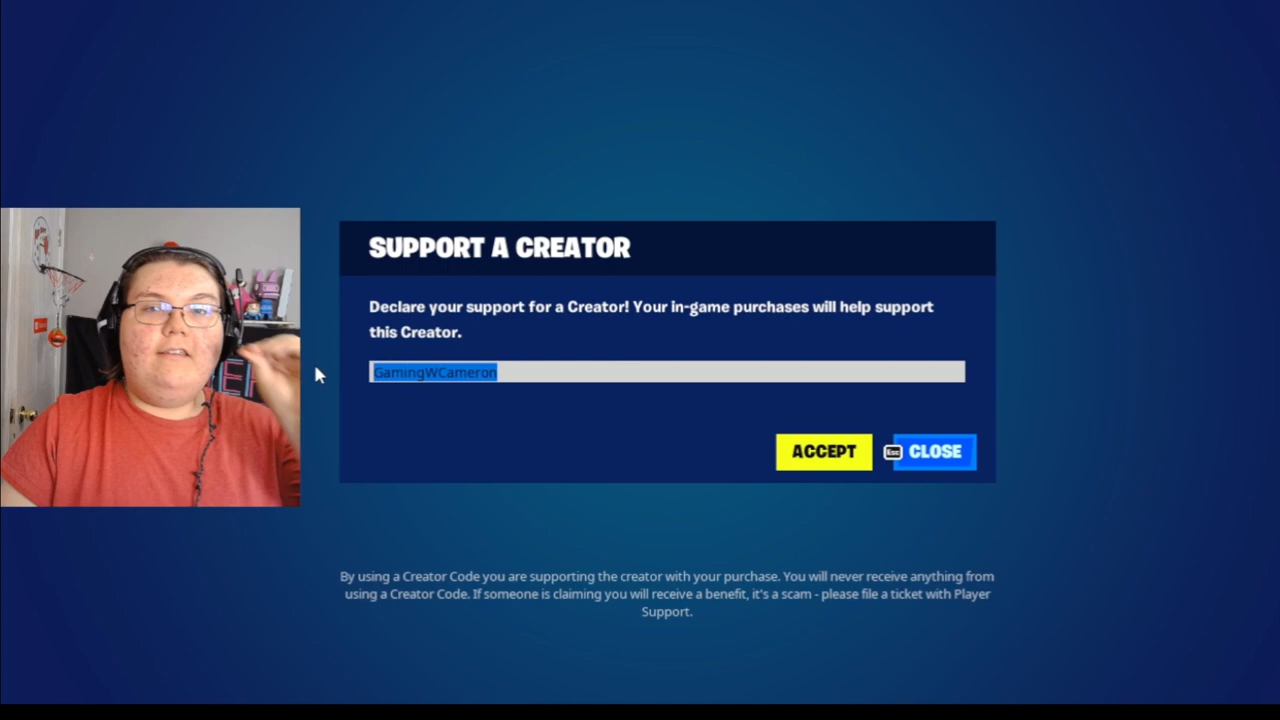 SUPPORT A CREATOR
Declare your support for a Creator! Your in-game purchases will help support
this Creator.
GamingWCameron
ACCEPT
Esc
CLOSE
By using a Creator Code you are supporting the creator with your purchase. You will never receive anything from
using a Creator Code. If someone is claiming you will receive a benefit, it's a scam - please file a ticket with Player
Support.